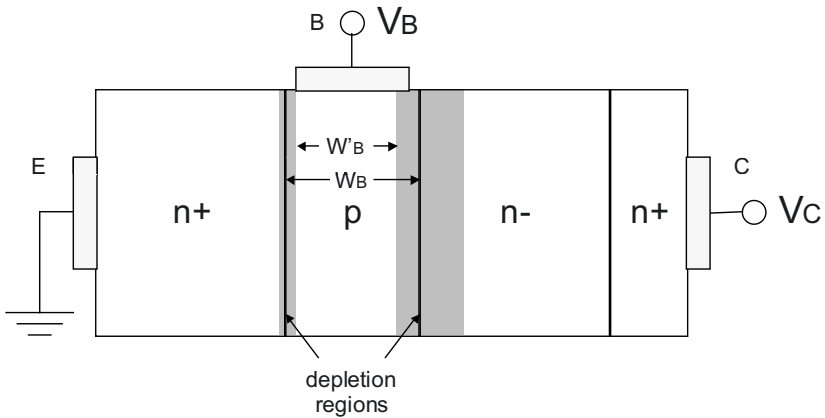 B VB
W'B
WB
E
C
n+ p n- n+
VC
depletion
regions